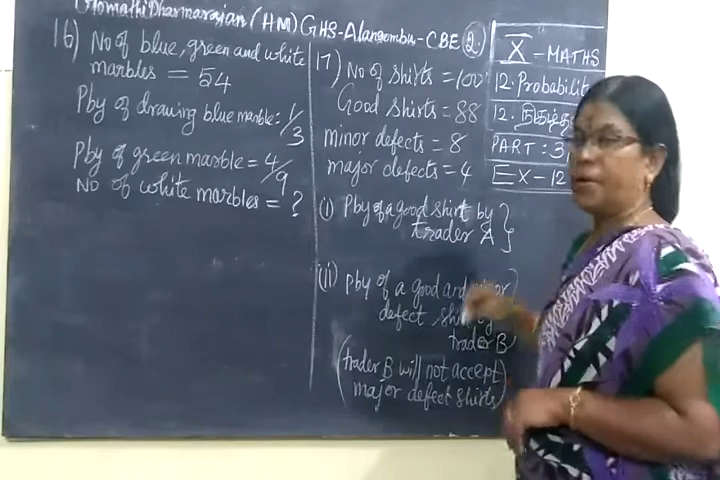 Gomathi Dharmarajan (HM) GHS-Alangombu-CBE 2.
16) No of blue, green and white
marbles = 54
Pby of drawing blue marble = 1/3
Pby of green marble = 4/9
No of white marbles = ?
17) No of shirts = 100
Good shirts = 88
minor defects = 8
major defects = 4
(i) Pby of a good shirt by
trader A
(ii) pby of a good and minor
defect
trader B
(trader B will not accept
major defect shirts)
X - MATHS
12. Probabilit
12.
PART : 3
EX - 12